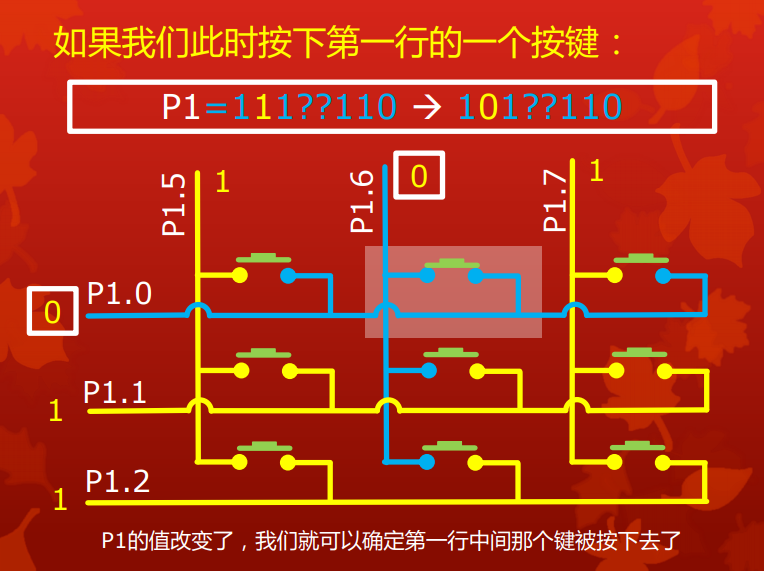 如果我们此时按下第一行的一个按键：
P1=111??110 → 101??110
P1.5 1 P1.6 0 P1.7 1
0 P1.0
1 P1.1
1 P1.2
P1的值改变了，我们就可以确定第一行中间那个键被按下去了